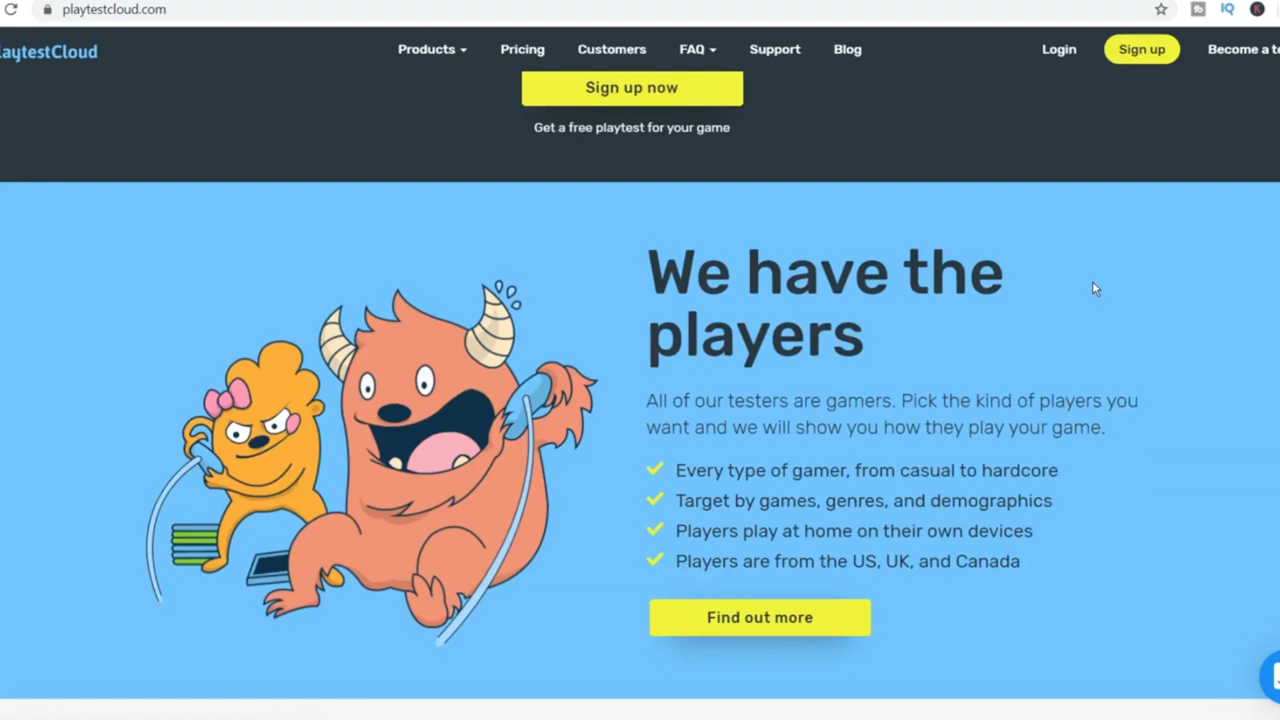 playtestcloud.com
laytestCloud
Products
Pricing
Customers
FAQ
Support
Blog
Login
Sign up
Become a te
Sign up now
Get a free playtest for your game
We have the
players
All of our testers are gamers. Pick the kind of players you
want and we will show you how they play your game.
Every type of gamer, from casual to hardcore
Target by games, genres, and demographics
Players play at home on their own devices
Players are from the US, UK, and Canada
Find out more